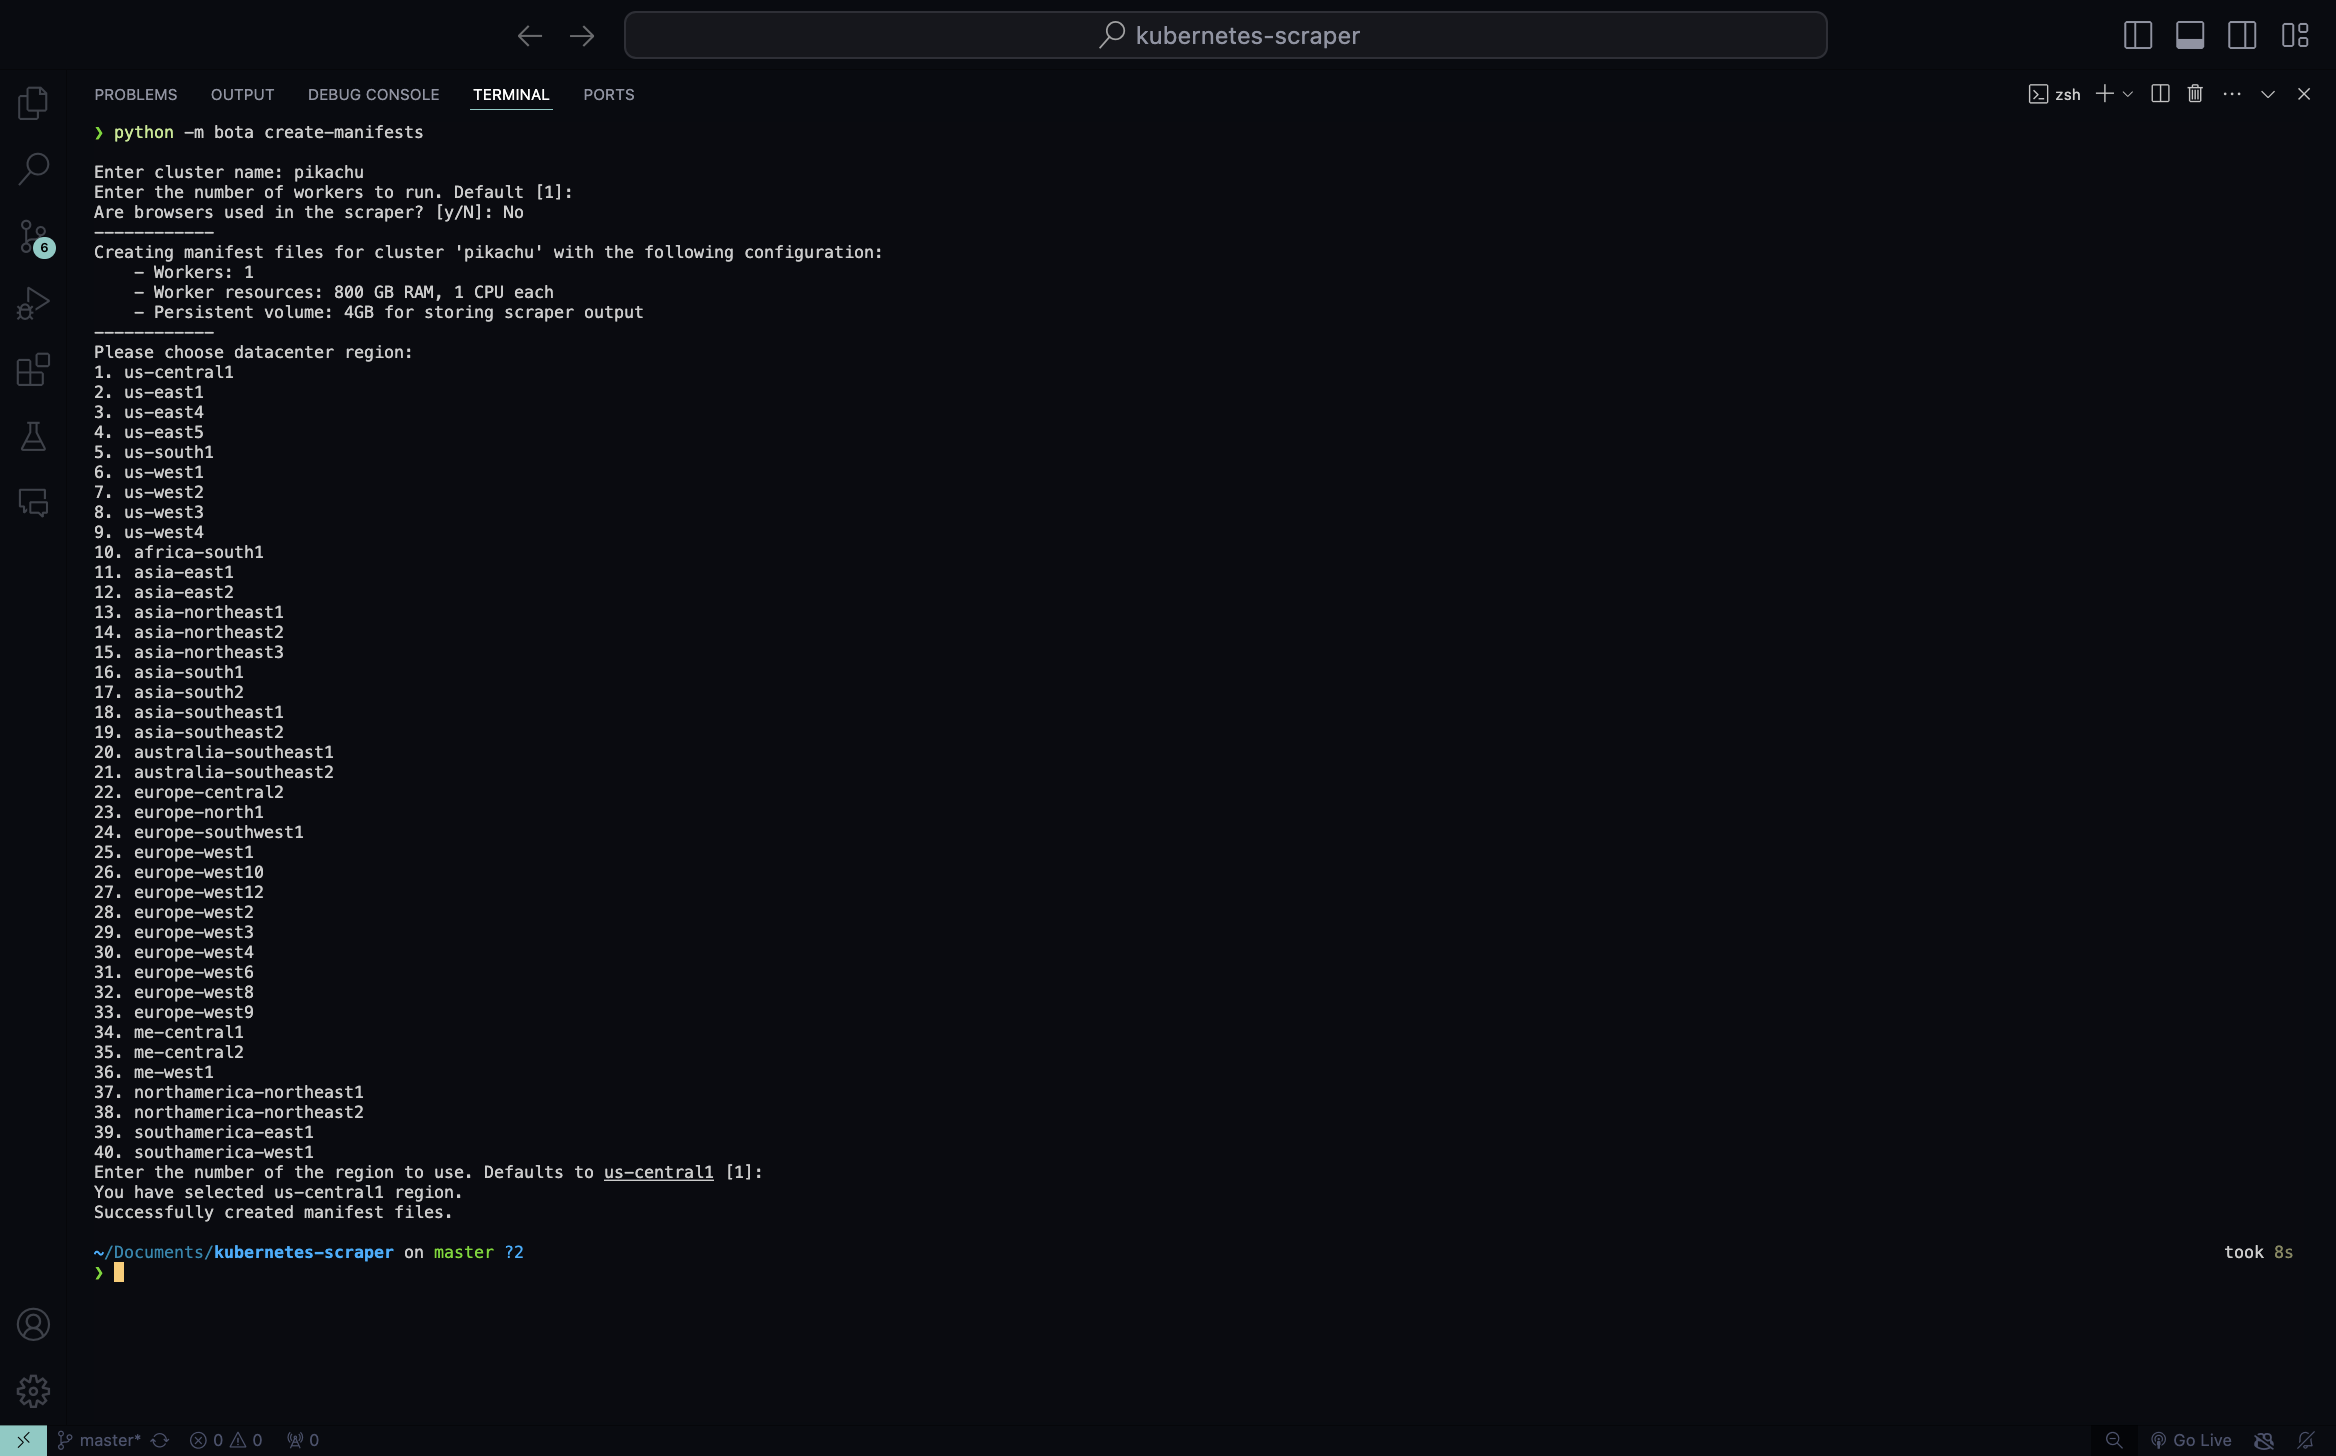 kubernetes-scraper
PROBLEMS OUTPUT DEBUG CONSOLE TERMINAL PORTS zsh
❯ python -m bota create-manifests
Enter cluster name: pikachu
Enter the number of workers to run. Default [1]:
Are browsers used in the scraper? [y/N]: No
------------
Creating manifest files for cluster 'pikachu' with the following configuration:
- Workers: 1
- Worker resources: 800 GB RAM, 1 CPU each
- Persistent volume: 4GB for storing scraper output
------------
Please choose datacenter region:
1. us-central1
2. us-east1
3. us-east4
4. us-east5
5. us-south1
6. us-west1
7. us-west2
8. us-west3
9. us-west4
10. africa-south1
11. asia-east1
12. asia-east2
13. asia-northeast1
14. asia-northeast2
15. asia-northeast3
16. asia-south1
17. asia-south2
18. asia-southeast1
19. asia-southeast2
20. australia-southeast1
21. australia-southeast2
22. europe-central2
23. europe-north1
24. europe-southwest1
25. europe-west1
26. europe-west10
27. europe-west12
28. europe-west2
29. europe-west3
30. europe-west4
31. europe-west6
32. europe-west8
33. europe-west9
34. me-central1
35. me-central2
36. me-west1
37. northamerica-northeast1
38. northamerica-northeast2
39. southamerica-east1
40. southamerica-west1
Enter the number of the region to use. Defaults to us-central1 [1]:
You have selected us-central1 region.
Successfully created manifest files.
~/Documents/kubernetes-scraper on master ?2 took 8s
❯
6
master* 0 0 0 Go Live